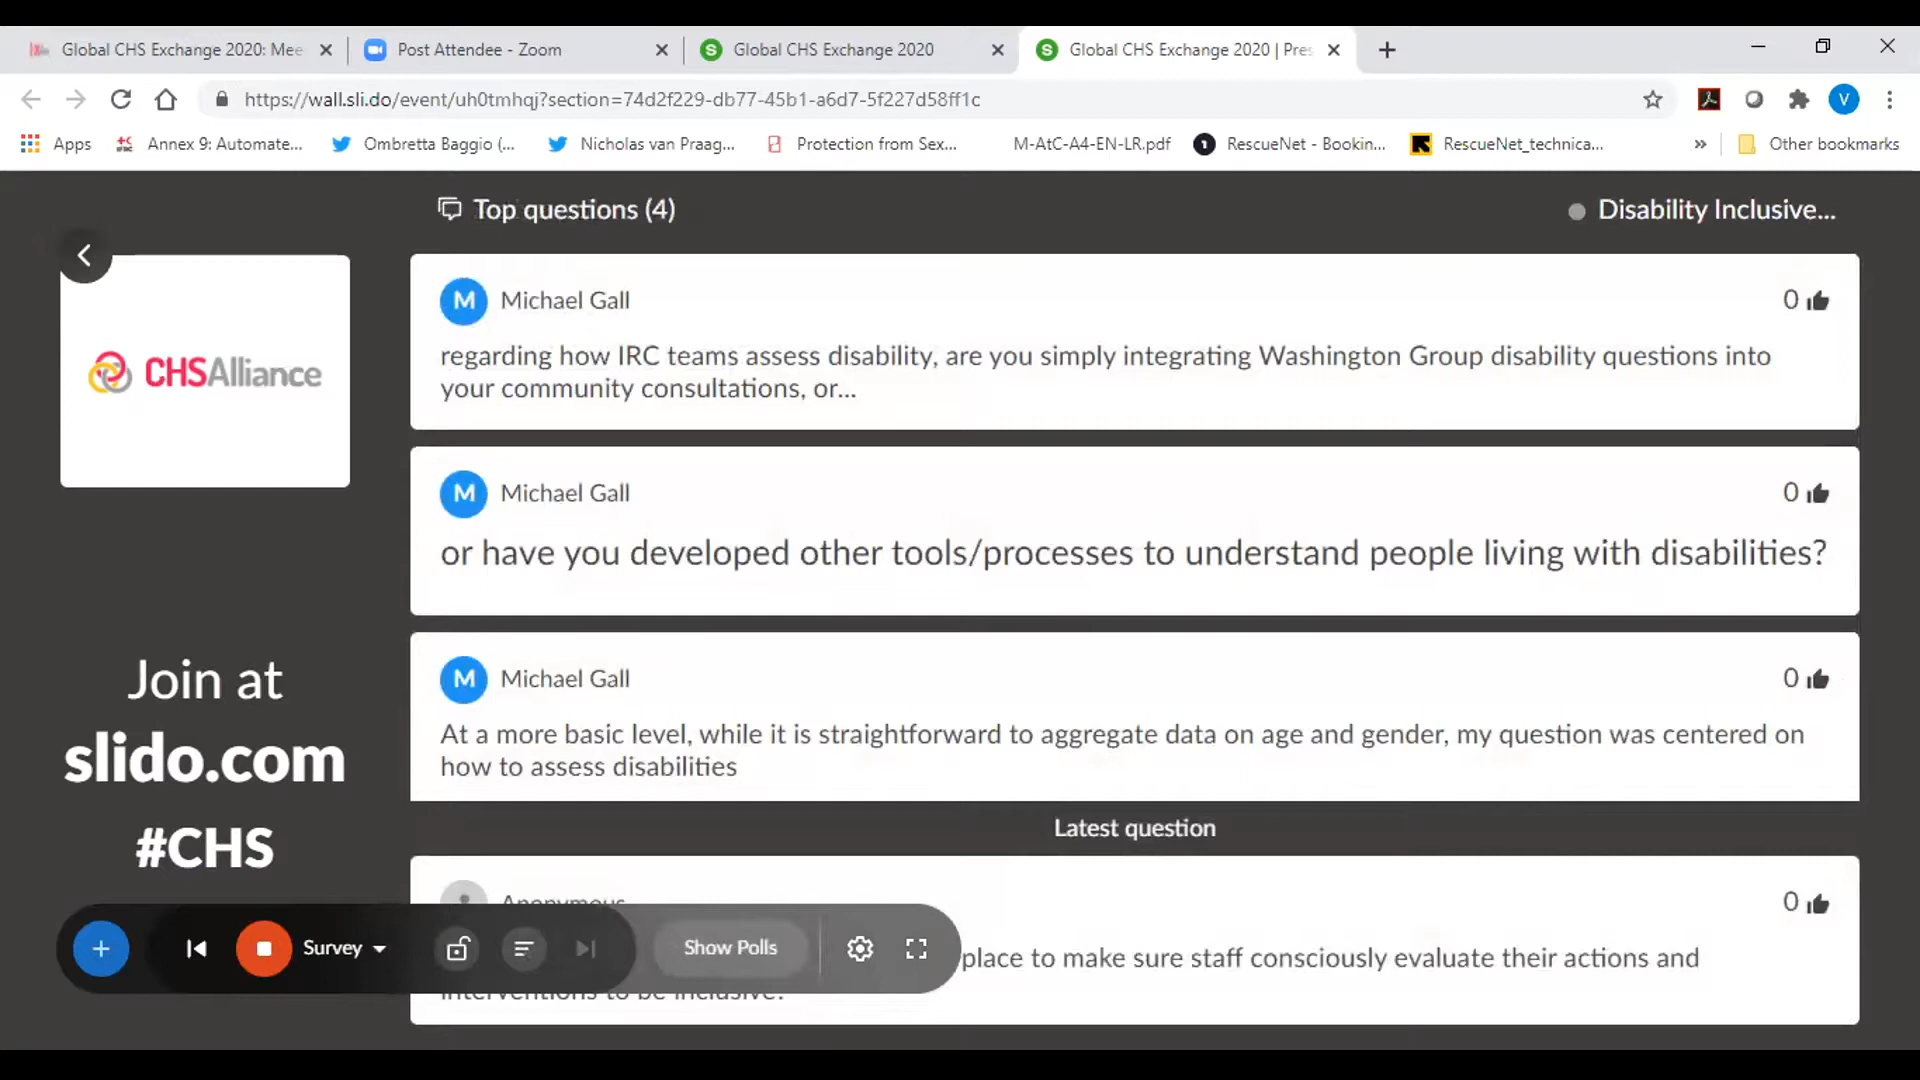 Global CHS Exchange 2020: Mee
Post Attendee - Zoom
Global CHS Exchange 2020
Global CHS Exchange 2020 | Pres
https://wall.sli.do/event/uh0tmhqj?section=74d2f229-db77-45b1-a6d7-5f227d58ff1c
V
Apps
Annex 9: Automate...
Ombretta Baggio (...
Nicholas van Praag...
Protection from Sex...
M-AtC-A4-EN-LR.pdf
RescueNet - Bookin...
RescueNet_technica...
Other bookmarks
Top questions (4)
Disability Inclusive...
CHSAlliance
M
Michael Gall
0
regarding how IRC teams assess disability, are you simply integrating Washington Group disability questions into
your community consultations, or...
M
Michael Gall
0
or have you developed other tools/processes to understand people living with disabilities?
M
Michael Gall
0
At a more basic level, while it is straightforward to aggregate data on age and gender, my question was centered on
how to assess disabilities
Join at
slido.com
#CHS
Latest question
Anonymous
0
place to make sure staff consciously evaluate their actions and
interventions to be inclusive?
Survey
Show Polls